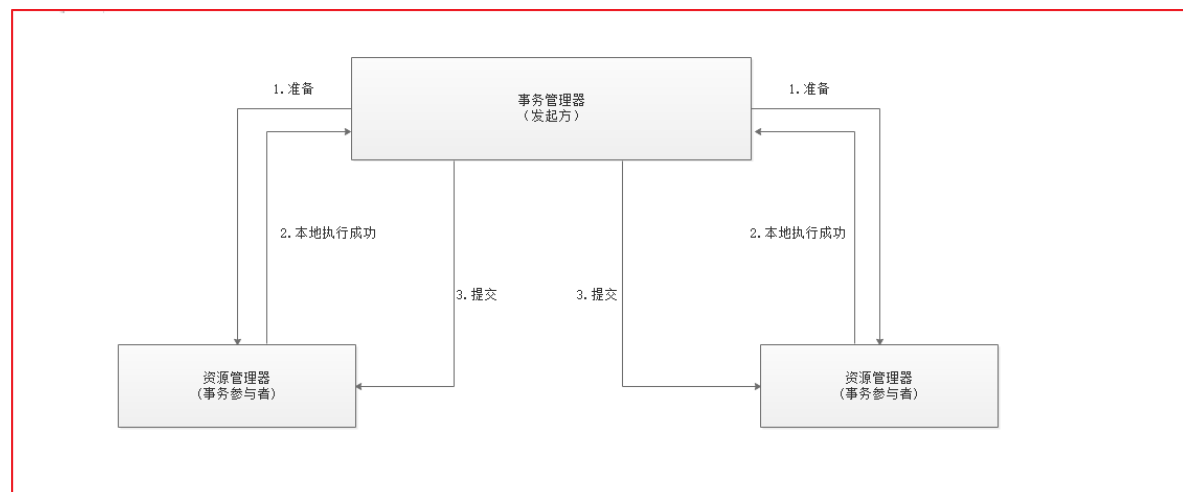 1.准备
事务管理器
（发起方）
1.准备
2.本地执行成功
2.本地执行成功
3.提交
3.提交
资源管理器
(事务参与者)
资源管理器
(事务参与者)